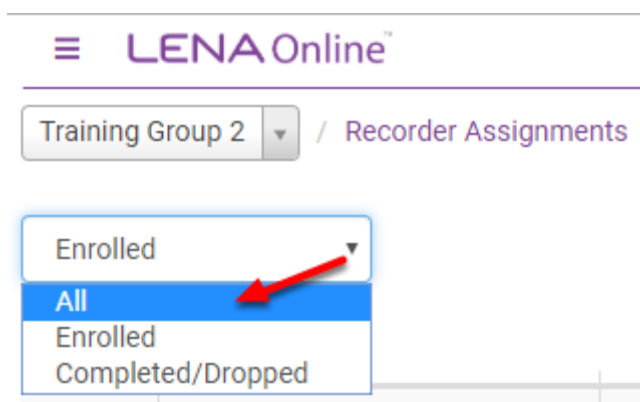 LENA Online™
Training Group 2 / Recorder Assignments
Enrolled
All
Enrolled
Completed/Dropped